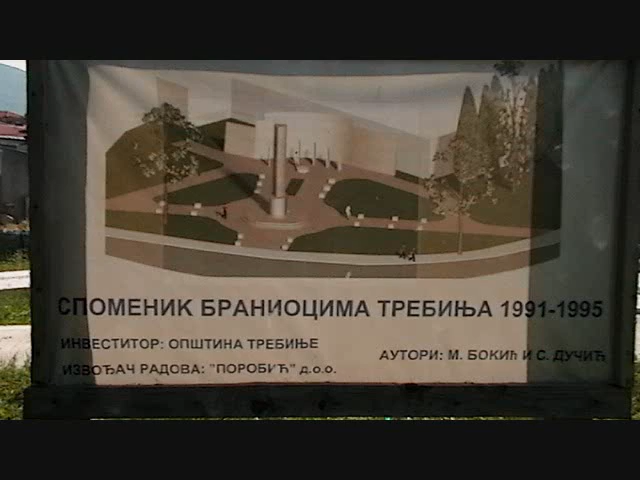 СПОМЕНИК БРАНИОЦИМА ТРЕБИЊА 1991-1995
ИНВЕСТИТОР: ОПШТИНА ТРЕБИЊЕ
АУТОРИ: М. БОКИЋ И С. ДУЧИЋ
ИЗВОЂАЧ РАДОВА: "ПОРОБИЋ" д.о.о.